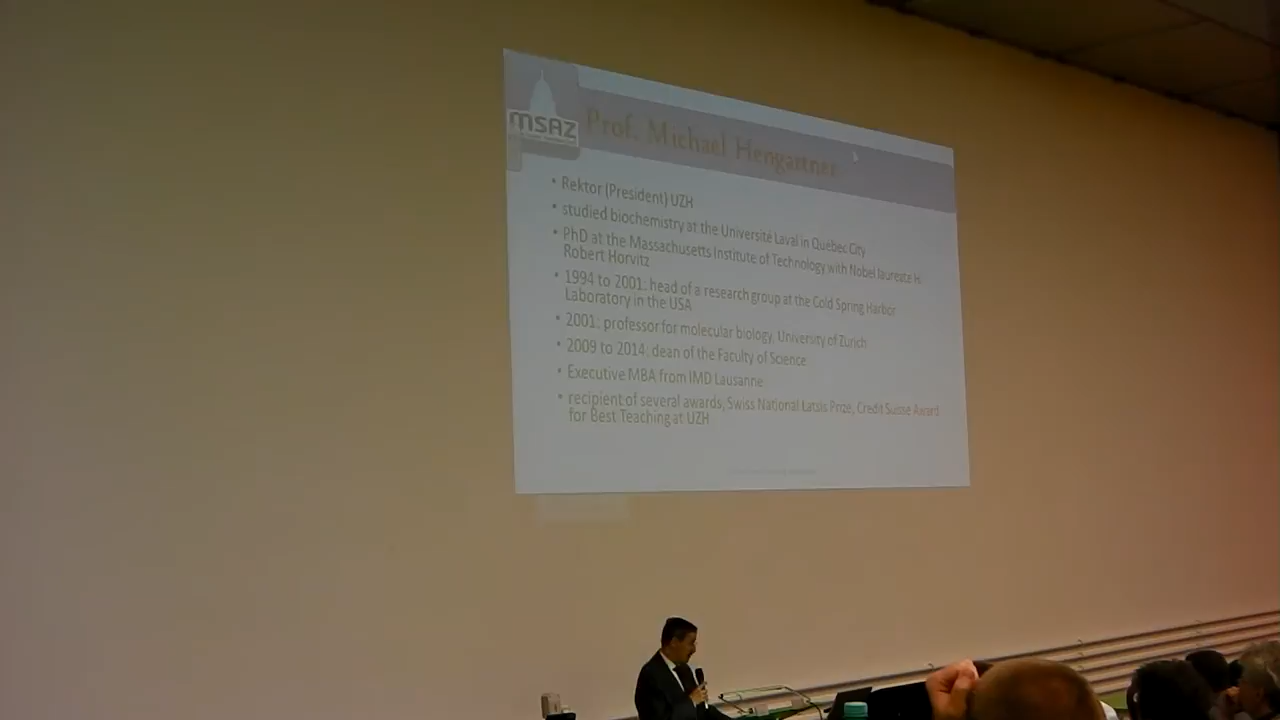 MSAZ
Prof. Michael Hengartner
• Rektor (President) UZH
• studied biochemistry at the Université Laval in Quebec City
• PhD at the Massachusetts Institute of Technology with Nobel laureate H.
Robert Horvitz
• 1994 to 2001: head of a research group at the Cold Spring Harbor
Laboratory in the USA
• 2001: professor for molecular biology, University of Zurich
• 2009 to 2014: dean of the Faculty of Science
• Executive MBA from IMD Lausanne
• recipient of several awards, Swiss National Latsis Prize, Credit Suisse Award
for Best Teaching at UZH